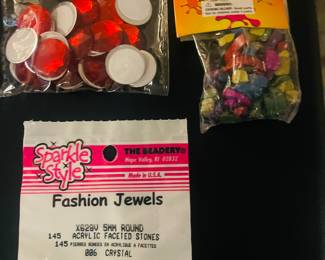 Sparkle
Style
THE BEADERY®
Hope Valley, RI 02832
Made in U.S.A.
Fashion Jewels
X628V 5MM ROUND
145 ACRYLIC FACETED STONES
145 PIERRES RONDES EN ACRYLIQUE A FACETTES
006 CRYSTAL